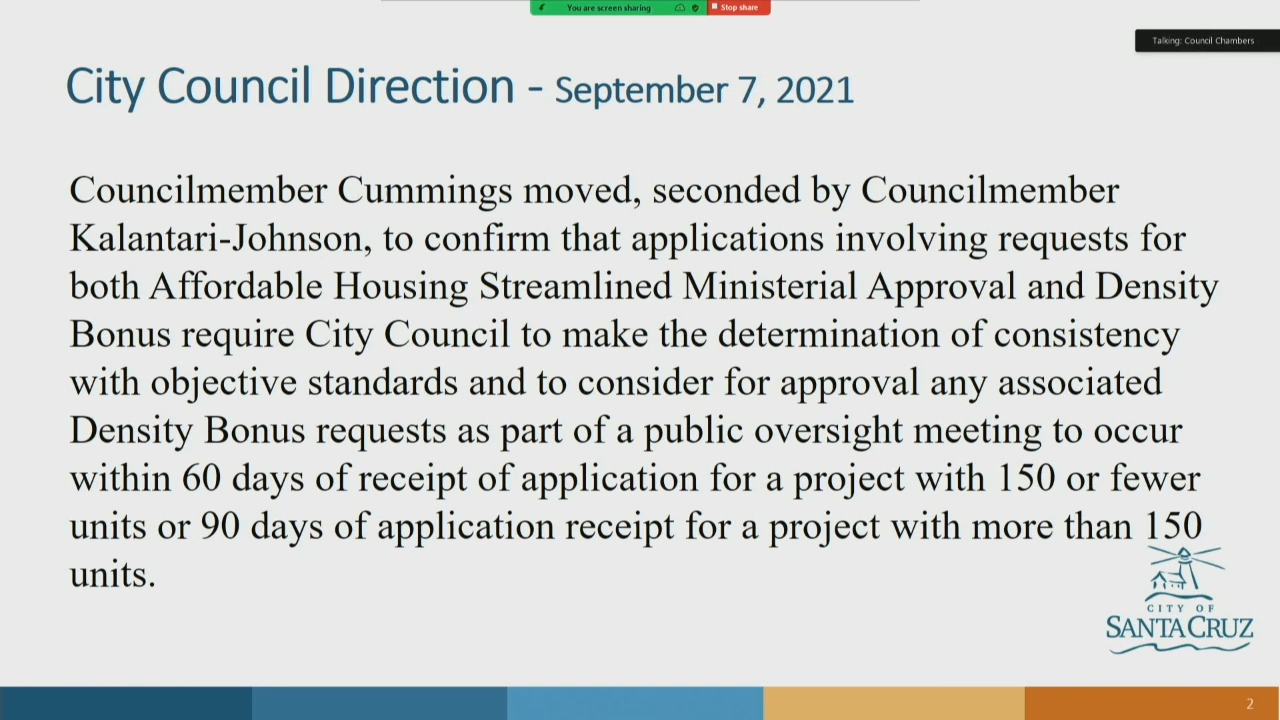 You are screen sharing
Stop share
Talking: Council Chambers
City Council Direction - September 7, 2021
Councilmember Cummings moved, seconded by Councilmember
Kalantari-Johnson, to confirm that applications involving requests for
both Affordable Housing Streamlined Ministerial Approval and Density
Bonus require City Council to make the determination of consistency
with objective standards and to consider for approval any associated
Density Bonus requests as part of a public oversight meeting to occur
within 60 days of receipt of application for a project with 150 or fewer
units or 90 days of application receipt for a project with more than 150
units.
CITY OF
SANTA CRUZ
2